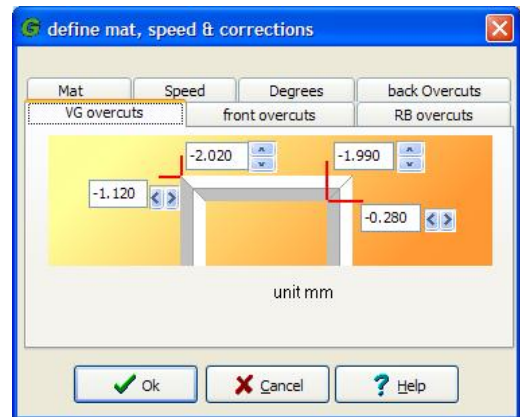 G define mat, speed & corrections
Mat Speed Degrees back Overcuts
VG overcuts front overcuts RB overcuts
-2.020 -1.990
-1.120
-0.280
unit mm
Ok Cancel Help